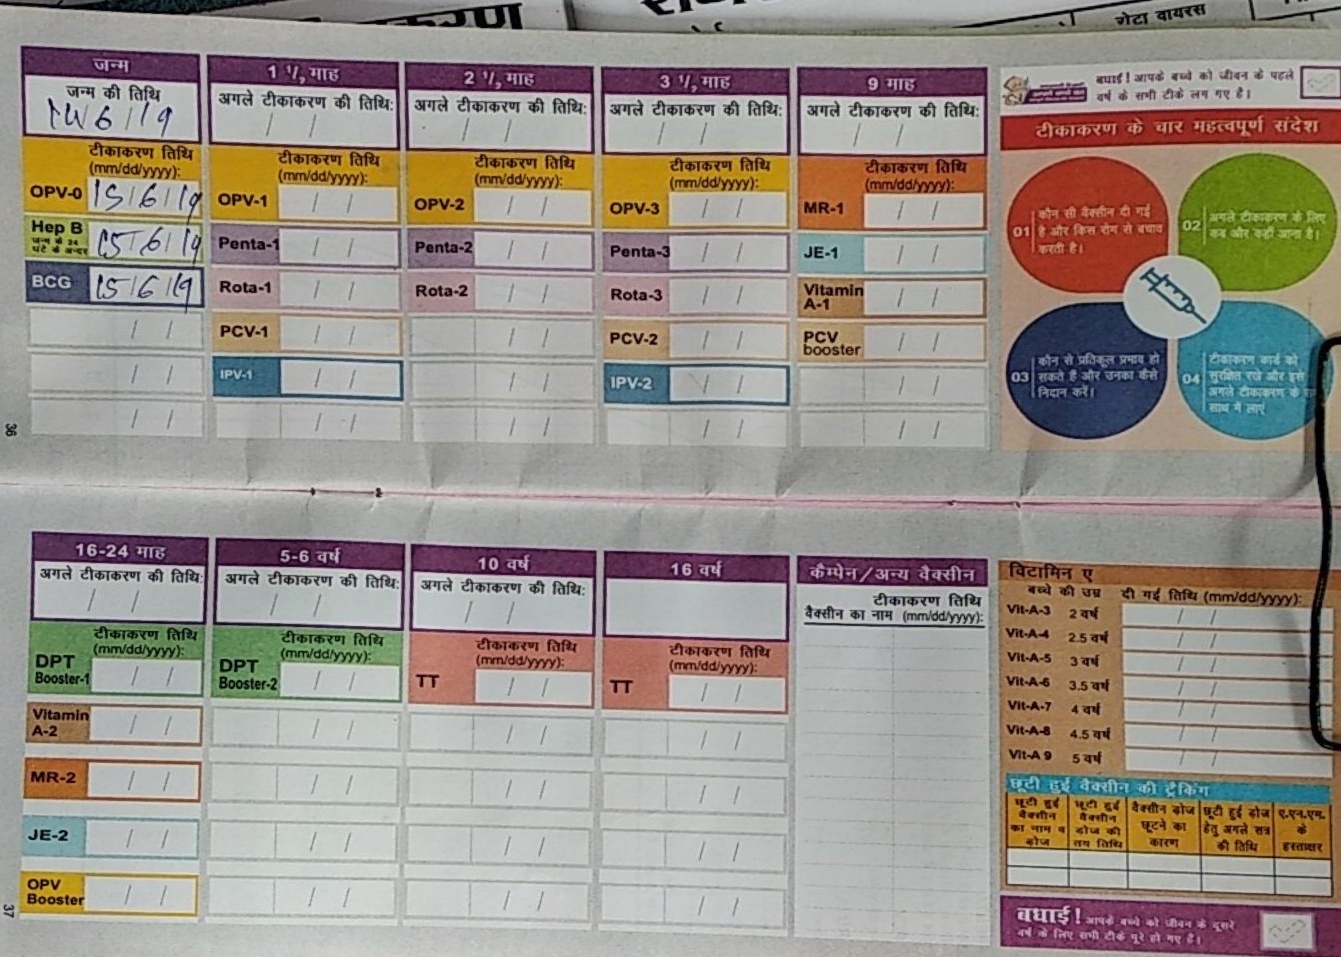 करण
गेटा वायरस
जन्म
जन्म की तिथि
टीकाकरण तिथि
(mm/dd/yyyy):
OPV-0 15/6/19
Hep B
जन्म के 24
घंटे के अन्दर
15/6/19
BCG 15/6/19
1 1/2 माह
अगले टीकाकरण की तिथि:
/ /
टीकाकरण तिथि
(mm/dd/yyyy):
OPV-1 / /
Penta-1 / /
Rota-1 / /
PCV-1 / /
IPV-1 / /
2 1/2 माह
अगले टीकाकरण की तिथि:
/ /
टीकाकरण तिथि
(mm/dd/yyyy):
OPV-2 / /
Penta-2 / /
Rota-2 / /
3 1/2 माह
अगले टीकाकरण की तिथि:
/ /
टीकाकरण तिथि
(mm/dd/yyyy):
OPV-3 / /
Penta-3 / /
Rota-3 / /
PCV-2 / /
IPV-2 / /
9 माह
अगले टीकाकरण की तिथि:
/ /
टीकाकरण तिथि
(mm/dd/yyyy):
MR-1 / /
JE-1 / /
Vitamin
A-1 / /
PCV
booster / /
बधाई! आपके बच्चे को जीवन के पहले
वर्ष के सभी टीके लग गए है।
टीकाकरण के चार महत्वपूर्ण संदेश
01
कौन सी वैक्सीन दी गई
है और किस रोग से बचाव
करती है।
02
अगले टीकाकरण के लिए
कब और कहाँ आना है।
03
कौन से प्रतिकूल प्रभाव हो
सकते हैं और उनका कैसे
निदान करें।
04
टीकाकरण कार्ड को
सुरक्षित रखे और इसे
अगले टीकाकरण के
साथ में लाएं
36
16-24 माह
अगले टीकाकरण की तिथि:
/ /
टीकाकरण तिथि
(mm/dd/yyyy):
DPT
Booster-1 / /
Vitamin
A-2 / /
MR-2 / /
JE-2 / /
OPV
Booster / /
5-6 वर्ष
अगले टीकाकरण की तिथि:
/ /
टीकाकरण तिथि
(mm/dd/yyyy):
DPT
Booster-2 / /
10 वर्ष
अगले टीकाकरण की तिथि:
/ /
टीकाकरण तिथि
(mm/dd/yyyy):
TT / /
16 वर्ष
टीकाकरण तिथि
(mm/dd/yyyy):
TT / /
कैम्पेन/अन्य वैक्सीन
टीकाकरण तिथि
वैक्सीन का नाम (mm/dd/yyyy):
विटामिन ए
बच्चे की उम्र दी गई तिथि (mm/dd/yyyy):
Vit-A-3 2 वर्ष / /
Vit-A-4 2.5 वर्ष / /
Vit-A-5 3 वर्ष / /
Vit-A-6 3.5 वर्ष / /
Vit-A-7 4 वर्ष / /
Vit-A-8 4.5 वर्ष / /
Vit-A 9 5 वर्ष / /
छूटी हुई वैक्सीन की ट्रैकिंग
छूटी हुई
वैक्सीन
का नाम व
डोज
छूटी हुई
वैक्सीन
डोज की
तय तिथि
वैक्सीन डोज
छूटने का
कारण
छूटी हुई डोज
हेतु अगले सत्र
की तिथि
ए.एन.एम.
के
हस्ताक्षर
बधाई! आपके बच्चे को जीवन के दूसरे
वर्ष के लिए सभी टीके पूरे हो गए है।
37